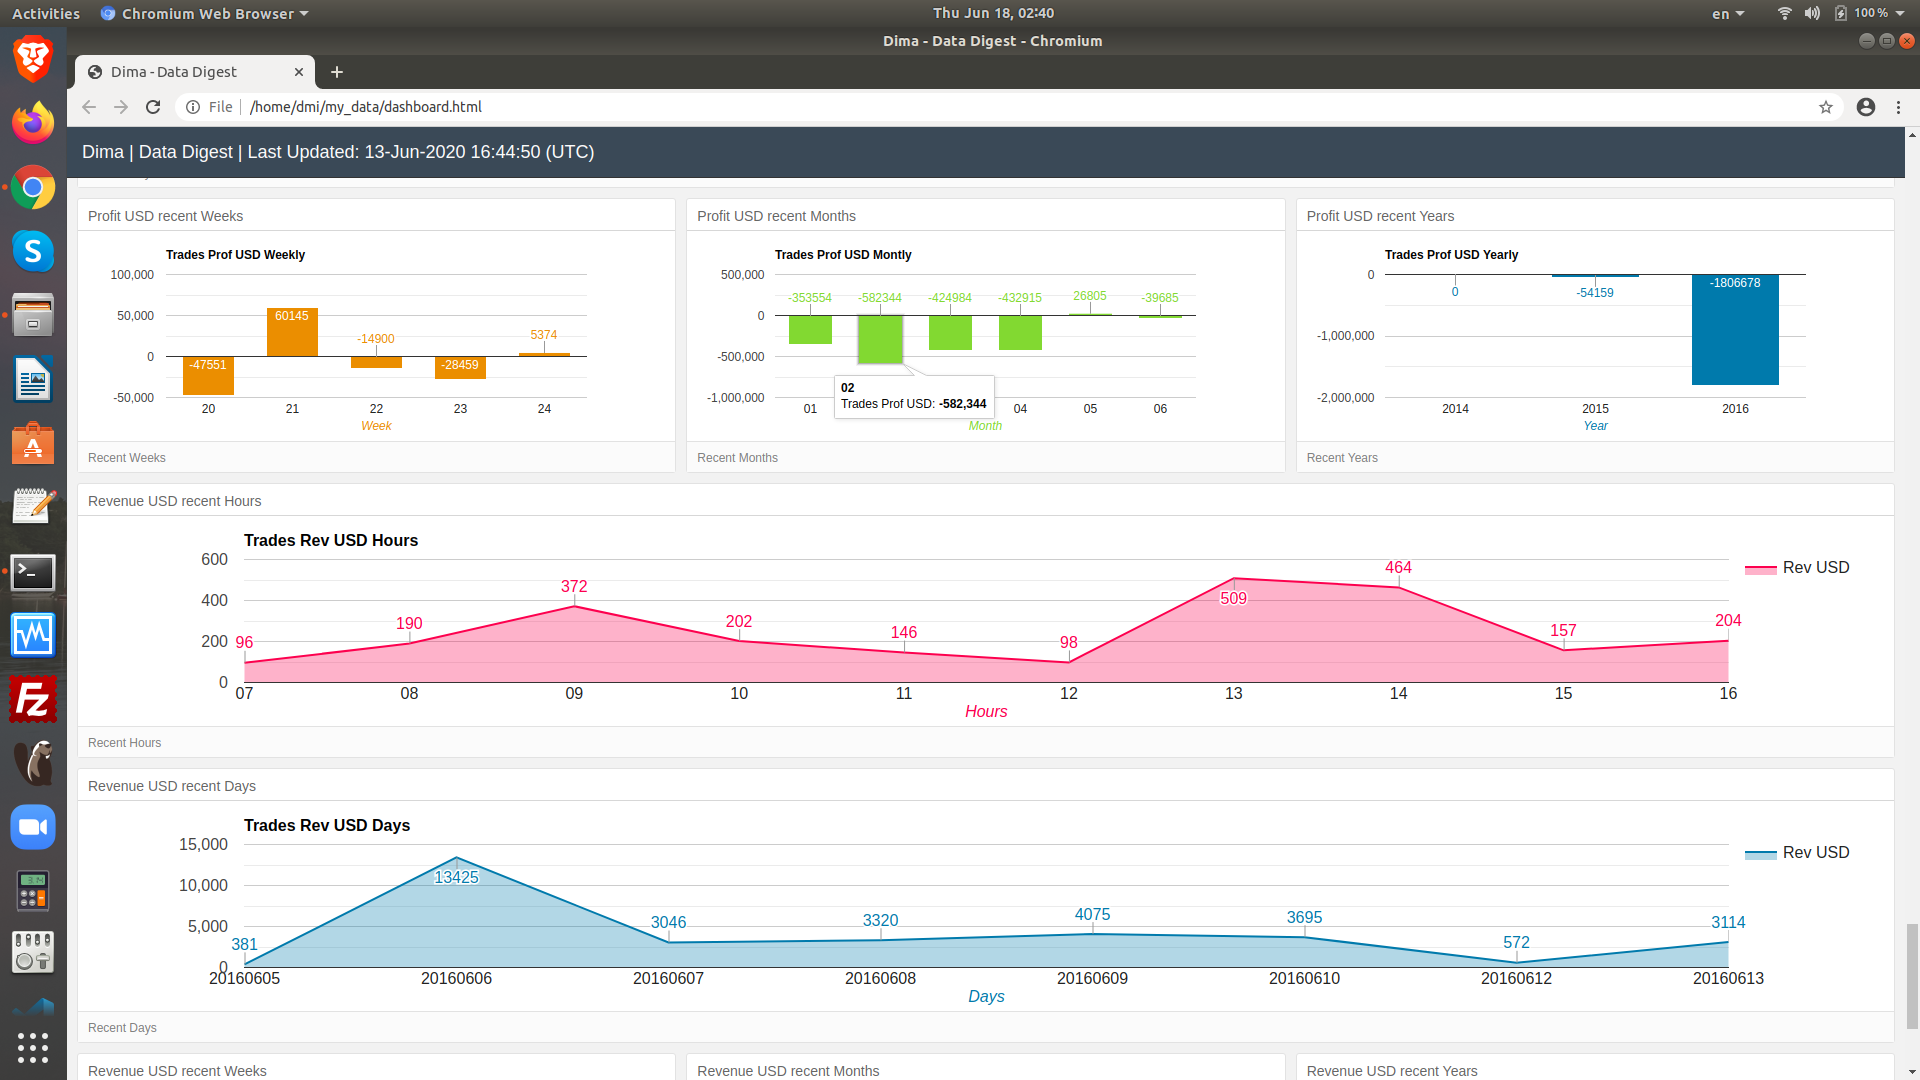 Activities
Chromium Web Browser
Thu Jun 18, 02:40
en
100 %
Dima - Data Digest - Chromium
Dima - Data Digest
File
/home/dmi/my_data/dashboard.html
Dima | Data Digest | Last Updated: 13-Jun-2020 16:44:50 (UTC)
Profit USD recent Weeks
Trades Prof USD Weekly
100,000
50,000
0
-50,000
-47551
60145
-14900
-28459
5374
20 21 22 23 24
Week
Recent Weeks
Profit USD recent Months
Trades Prof USD Montly
500,000
0
-500,000
-1,000,000
-353554 -582344 -424984 -432915 26805 -39685
02
Trades Prof USD: -582,344
01 04 05 06
Month
Recent Months
Profit USD recent Years
Trades Prof USD Yearly
0
-1,000,000
-2,000,000
0
-54159
-1806678
2014 2015 2016
Year
Recent Years
Revenue USD recent Hours
Trades Rev USD Hours
600
400
200
0
96 190 372 202 146 98 509 464 157 204
Rev USD
07 08 09 10 11 12 13 14 15 16
Hours
Recent Hours
Revenue USD recent Days
Trades Rev USD Days
15,000
10,000
5,000
0
381 13425 3046 3320 4075 3695 572 3114
Rev USD
20160605 20160606 20160607 20160608 20160609 20160610 20160612 20160613
Days
Recent Days
Revenue USD recent Weeks
Revenue USD recent Months
Revenue USD recent Years